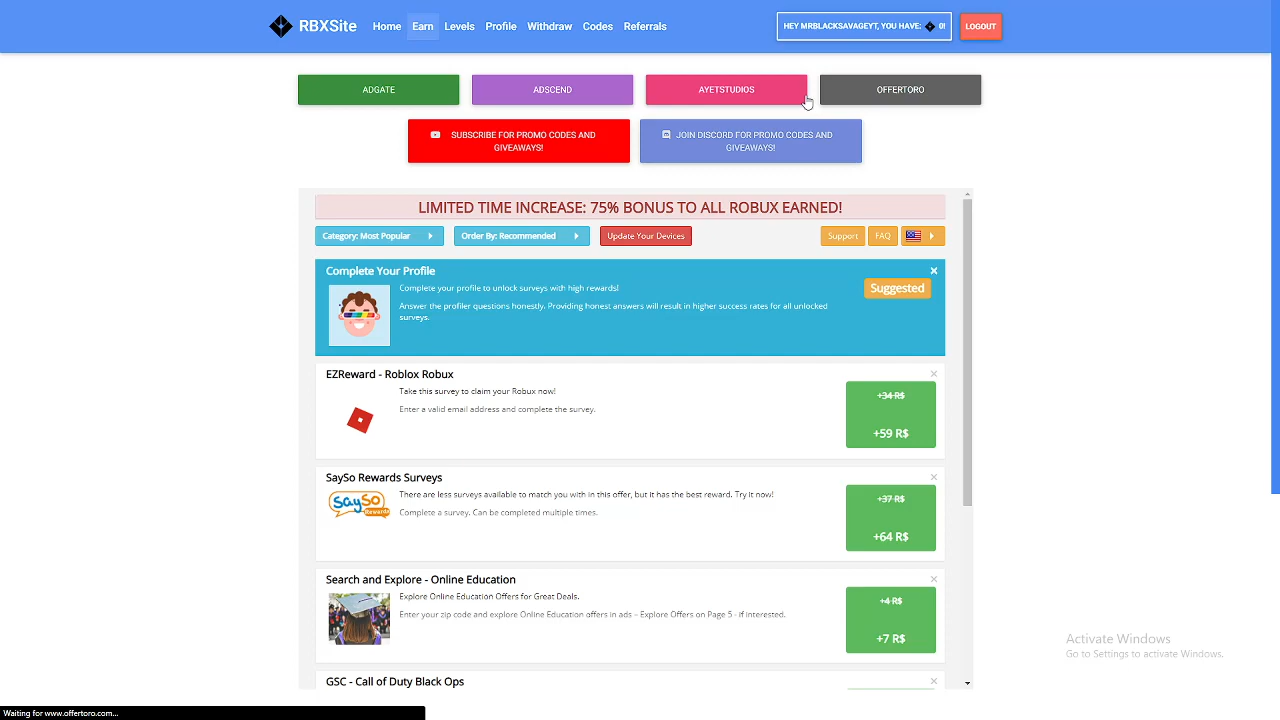 RBXSite Home Earn Levels Profile Withdraw Codes Referrals HEY MRBLACKSAVAGEYT, YOU HAVE: 0! LOGOUT
ADGATE ADSCEND AYETSTUDIOS OFFERTORO
SUBSCRIBE FOR PROMO CODES AND
GIVEAWAYS!
JOIN DISCORD FOR PROMO CODES AND
GIVEAWAYS!
LIMITED TIME INCREASE: 75% BONUS TO ALL ROBUX EARNED!
Category: Most Popular Order By: Recommended Update Your Devices Support FAQ
Complete Your Profile
Complete your profile to unlock surveys with high rewards!
Suggested
Answer the profiler questions honestly. Providing honest answers will result in higher success rates for all unlocked
surveys.
EZReward - Roblox Robux
Take this survey to claim your Robux now!
+34 R$
Enter a valid email address and complete the survey.
+59 R$
SaySo Rewards Surveys
SaySo
Rewards
There are less surveys available to match you with in this offer, but it has the best reward. Try it now!
+37 R$
Complete a survey. Can be completed multiple times.
+64 R$
Search and Explore - Online Education
Explore Online Education Offers for Great Deals.
+4 R$
Enter your zip code and explore Online Education offers in ads – Explore Offers on Page 5 - if interested.
+7 R$
GSC - Call of Duty Black Ops
Activate Windows
Go to Settings to activate Windows.
Waiting for www.offertoro.com...